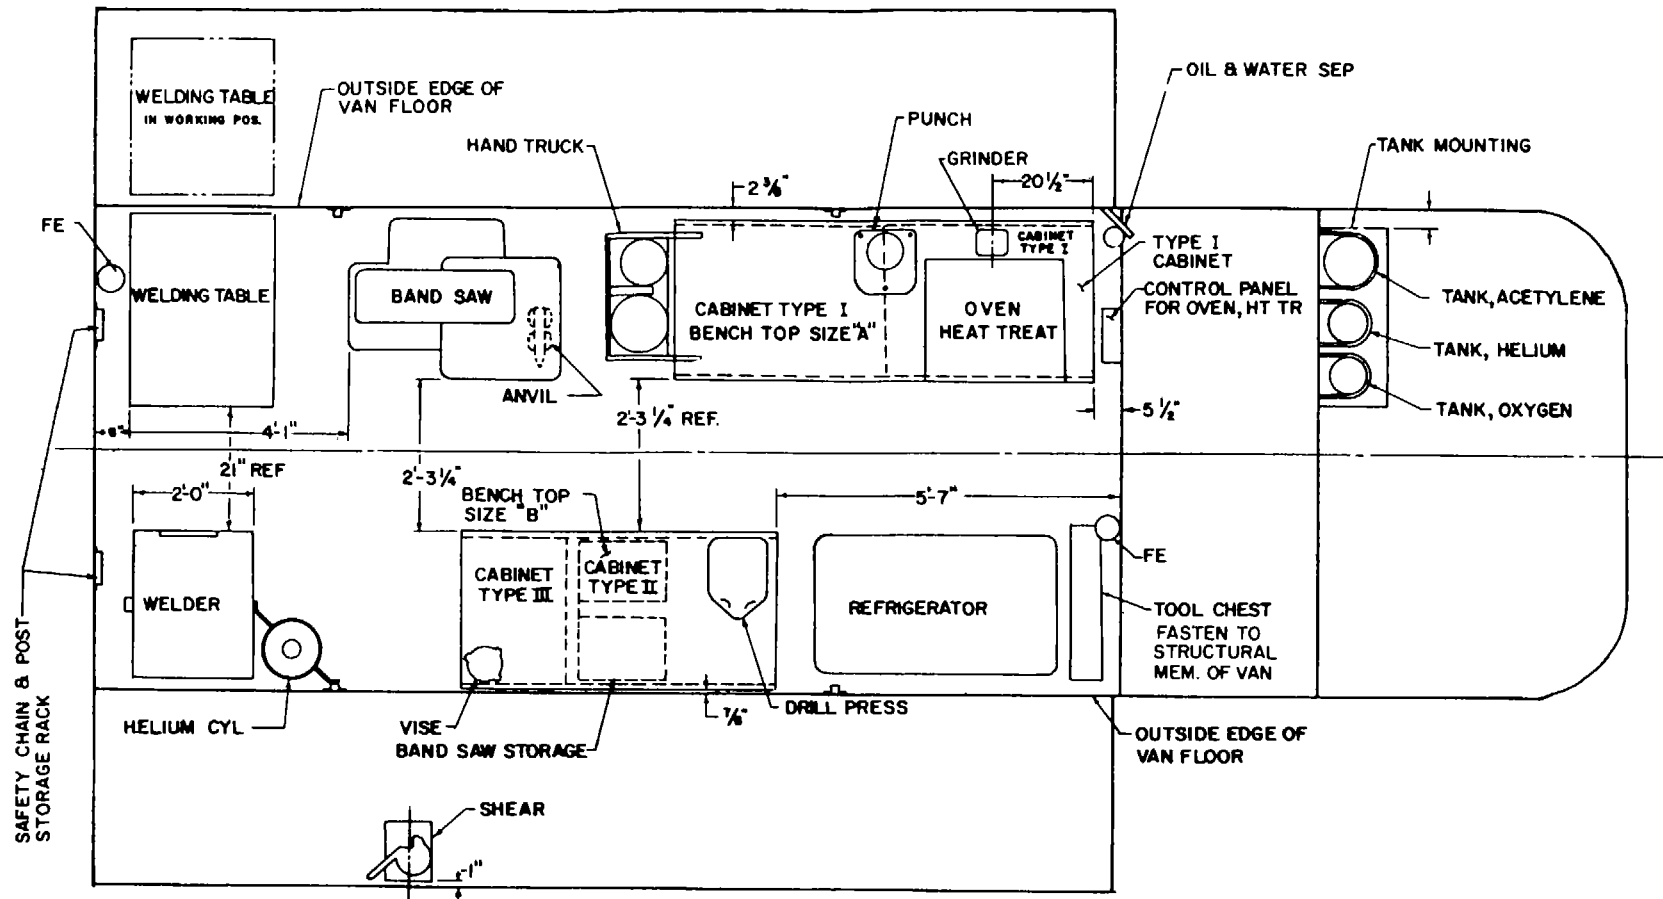 WELDING TABLE
IN WORKING POS.
OUTSIDE EDGE OF
VAN FLOOR
HAND TRUCK
2 3/8"
PUNCH
GRINDER
20 1/2"
OIL & WATER SEP
TANK MOUNTING
FE
WELDING TABLE
BAND SAW
ANVIL
CABINET TYPE I
BENCH TOP SIZE "A"
CABINET
TYPE I
OVEN
HEAT TREAT
TYPE I
CABINET
CONTROL PANEL
FOR OVEN, HT TR
TANK, ACETYLENE
TANK, HELIUM
TANK, OXYGEN
4'-1"
2'-3 1/4" REF.
5 1/2"
21" REF
2'-3 1/4"
2'-0"
BENCH TOP
SIZE "B"
5'-7"
WELDER
CABINET
TYPE III
CABINET
TYPE II
REFRIGERATOR
FE
TOOL CHEST
FASTEN TO
STRUCTURAL
MEM. OF VAN
HELIUM CYL
VISE
BAND SAW STORAGE
7/8"
DRILL PRESS
OUTSIDE EDGE OF
VAN FLOOR
SAFETY CHAIN & POST
STORAGE RACK
SHEAR
1"